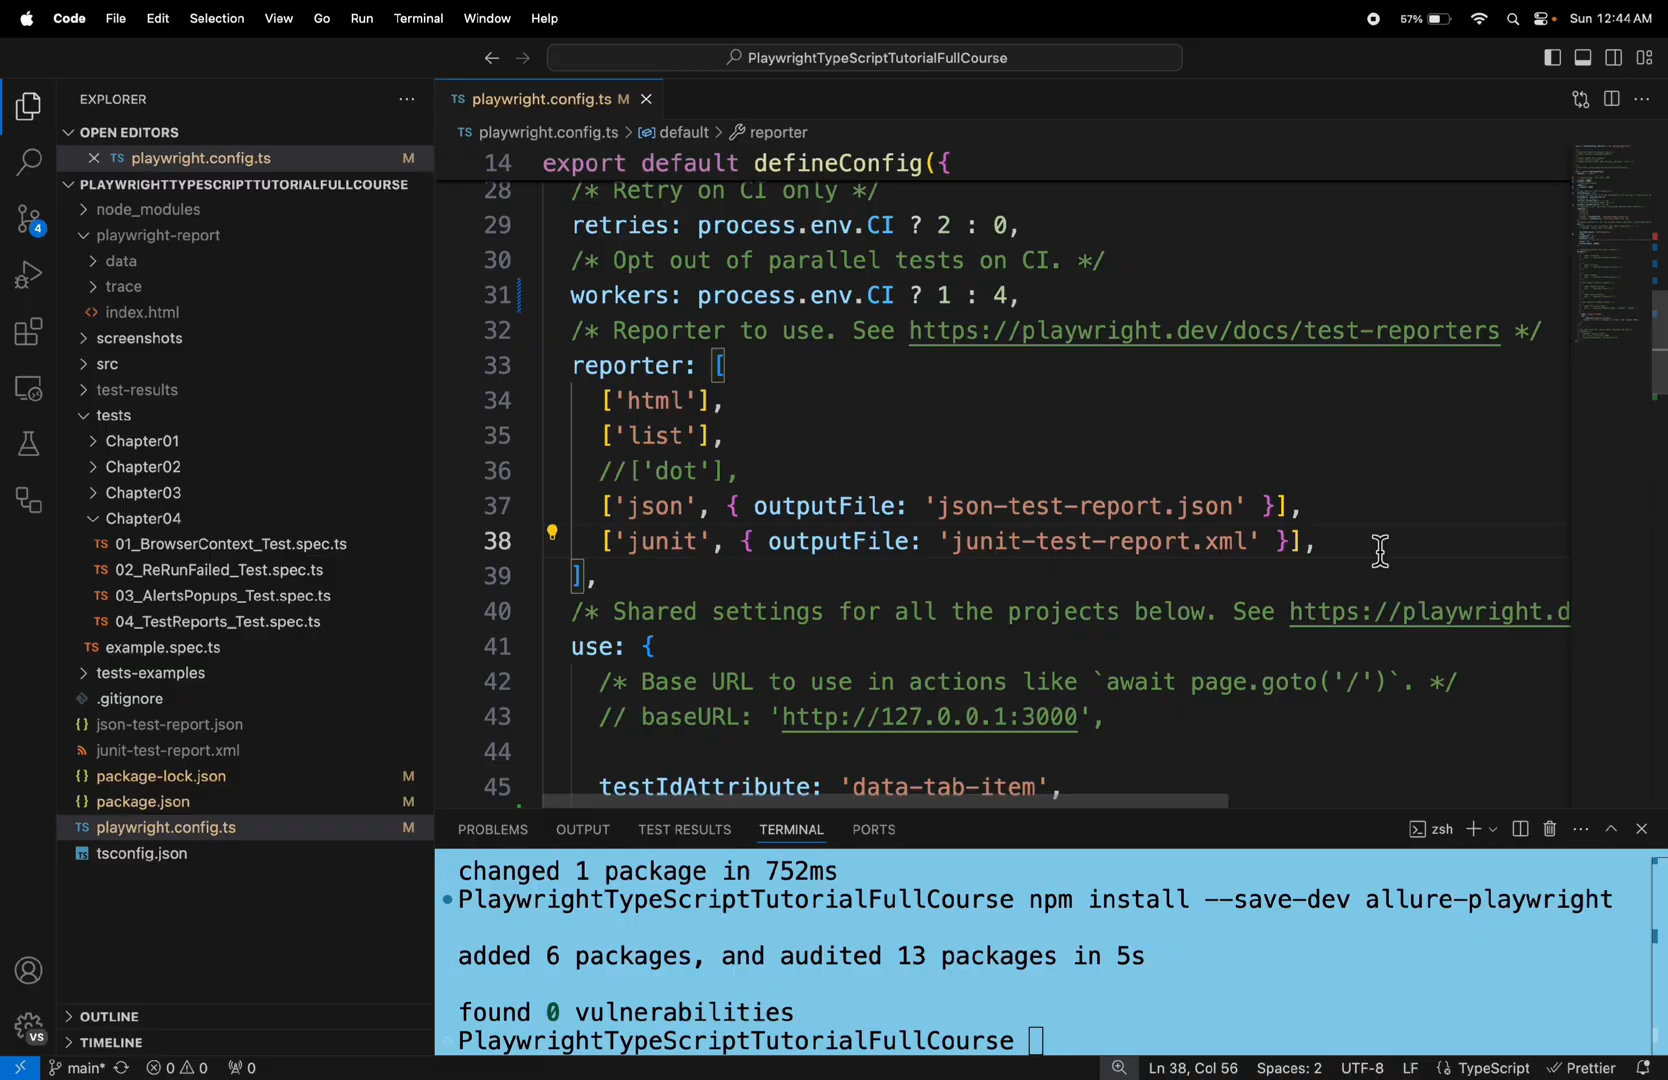 Code File Edit Selection View Go Run Terminal Window Help 57% Sun 12:44 AM
PlaywrightTypeScriptTutorialFullCourse
EXPLORER
OPEN EDITORS
TS playwright.config.ts M
PLAYWRIGHTTYPESCRIPTTUTORIALFULLCOURSE
node_modules
playwright-report
data
trace
index.html
screenshots
src
test-results
tests
Chapter01
Chapter02
Chapter03
Chapter04
TS 01_BrowserContext_Test.spec.ts
TS 02_ReRunFailed_Test.spec.ts
TS 03_AlertsPopups_Test.spec.ts
TS 04_TestReports_Test.spec.ts
TS example.spec.ts
tests-examples
.gitignore
{} json-test-report.json
junit-test-report.xml
{} package-lock.json M
{} package.json M
TS playwright.config.ts M
TS tsconfig.json
OUTLINE
TIMELINE
4
VS
TS playwright.config.ts M
TS playwright.config.ts > default > reporter
14 export default defineConfig({
28 /* Retry on CI only */
29 retries: process.env.CI ? 2 : 0,
30 /* Opt out of parallel tests on CI. */
31 workers: process.env.CI ? 1 : 4,
32 /* Reporter to use. See https://playwright.dev/docs/test-reporters */
33 reporter: [
34 ['html'],
35 ['list'],
36 //['dot'],
37 ['json', { outputFile: 'json-test-report.json' }],
38 ['junit', { outputFile: 'junit-test-report.xml' }],
39 ],
40 /* Shared settings for all the projects below. See https://playwright.d
41 use: {
42 /* Base URL to use in actions like `await page.goto('/')`. */
43 // baseURL: 'http://127.0.0.1:3000',
44
45 testIdAttribute: 'data-tab-item',
PROBLEMS OUTPUT TEST RESULTS TERMINAL PORTS zsh
changed 1 package in 752ms
PlaywrightTypeScriptTutorialFullCourse npm install --save-dev allure-playwright
added 6 packages, and audited 13 packages in 5s
found 0 vulnerabilities
PlaywrightTypeScriptTutorialFullCourse
main* 0 0 0 Ln 38, Col 56 Spaces: 2 UTF-8 LF {} TypeScript Prettier